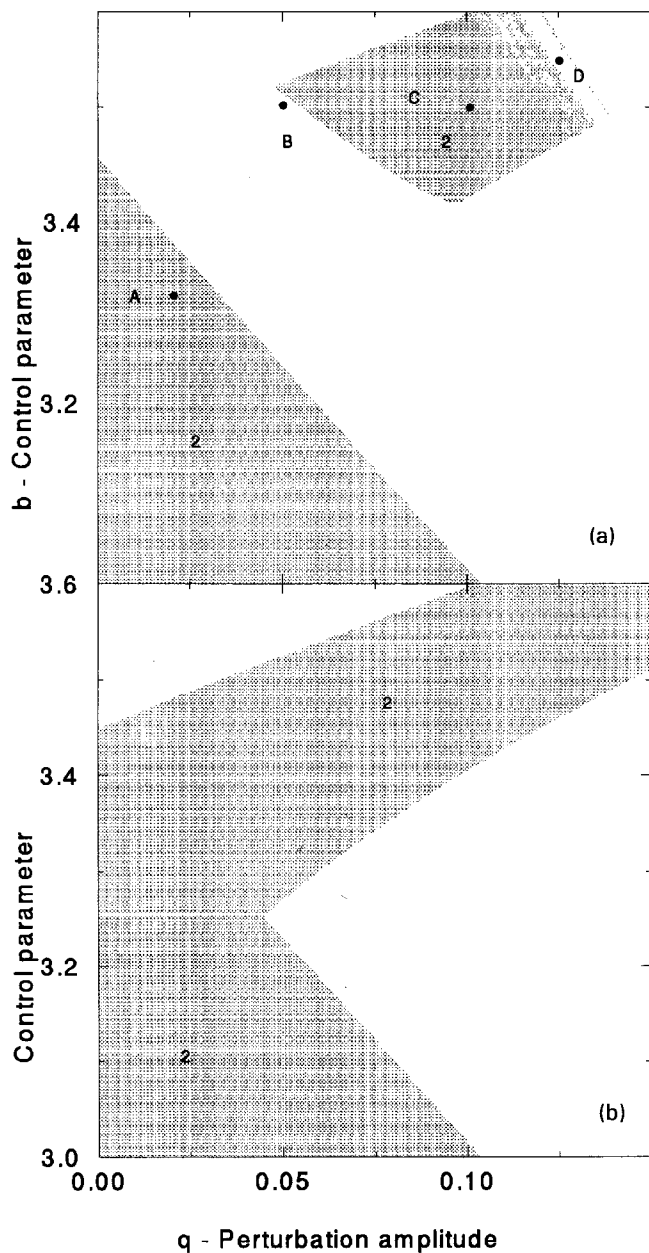 D
C
B
2
3.4
A
3.2
2
b - Control parameter
(a)
3.6
2
3.4
Control parameter
3.2
2
(b)
3.0
0.00 0.05 0.10
q - Perturbation amplitude